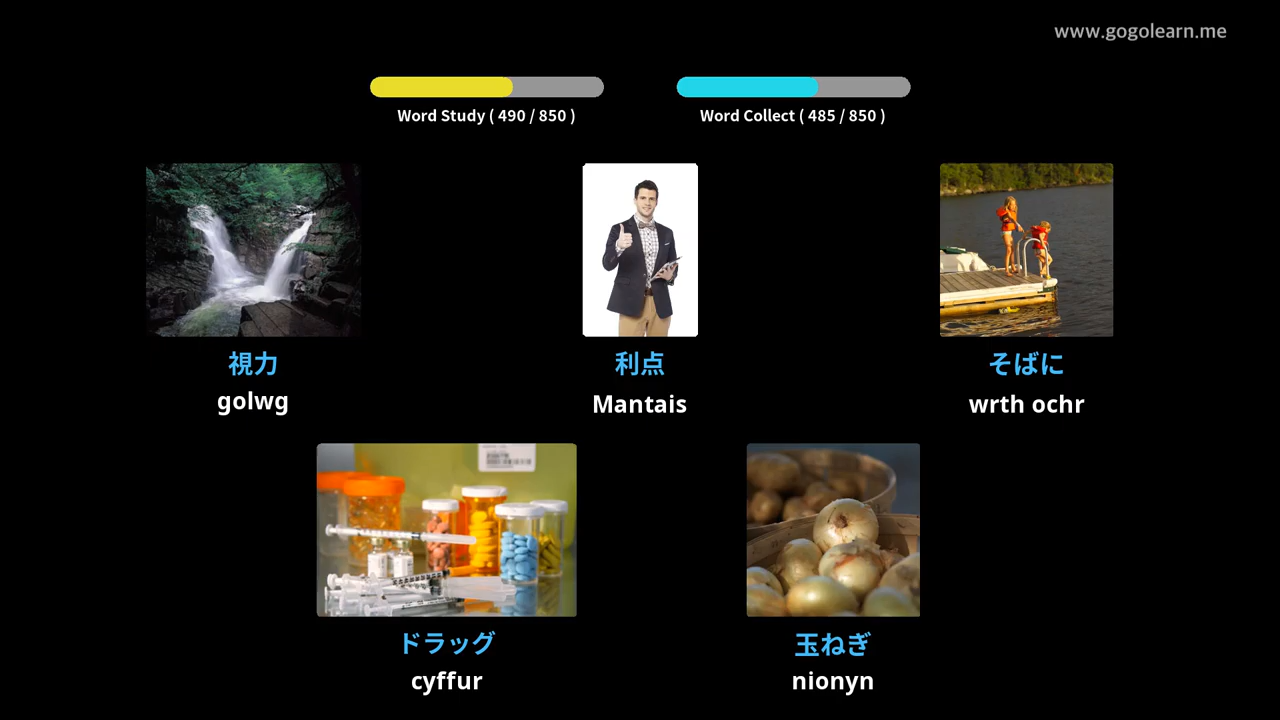 www.gogolearn.me
Word Study ( 490 / 850 )
Word Collect ( 485 / 850 )
視力
golwg
利点
Mantais
そばに
wrth ochr
ドラッグ
cyffur
玉ねぎ
nionyn